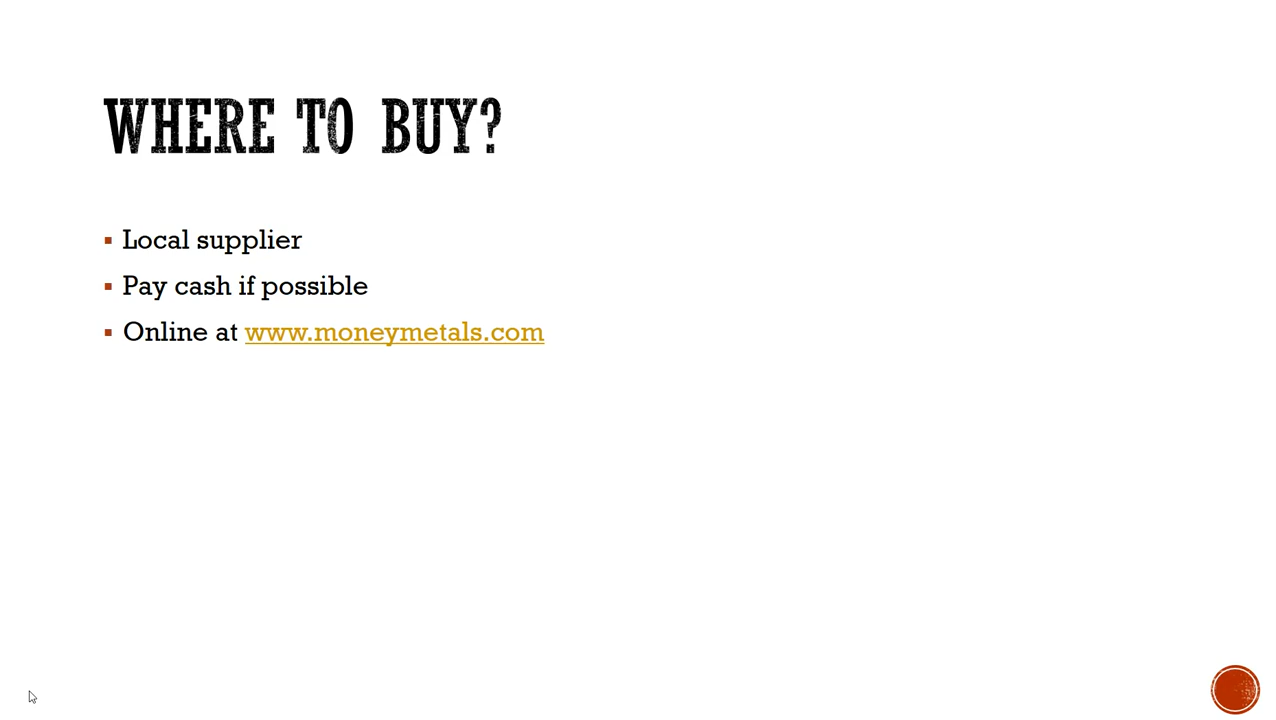 WHERE TO BUY?
▪ Local supplier
▪ Pay cash if possible
▪ Online at www.moneymetals.com